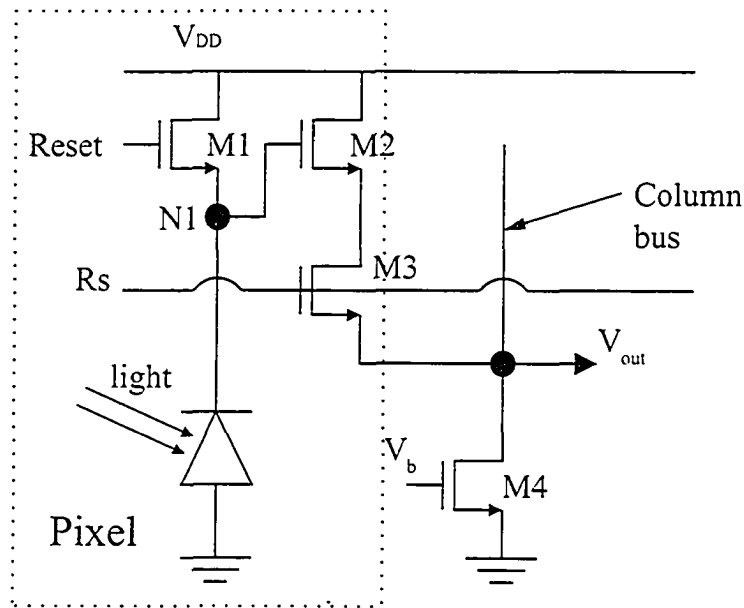 VDD
Reset
M1
M2
N1
Column
bus
Rs
M3
Vout
light
Vb
M4
Pixel